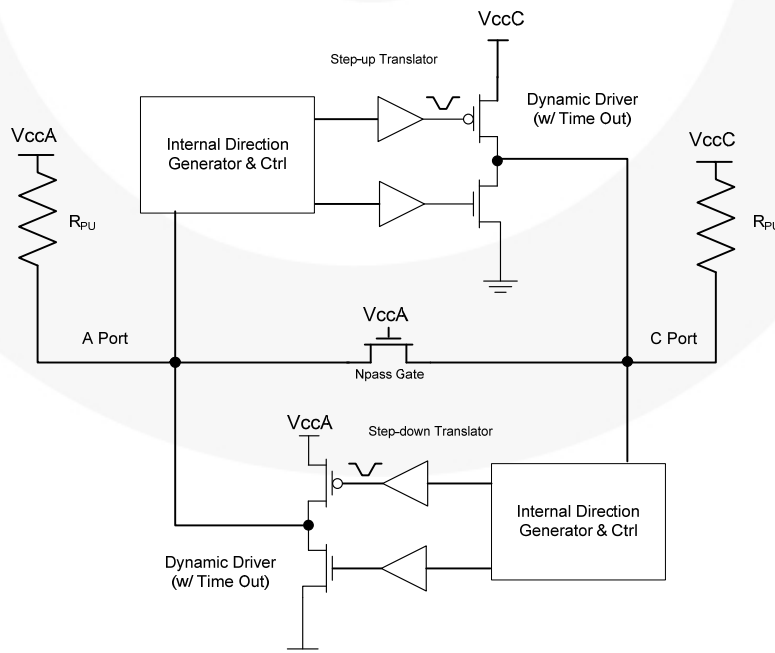 VccC
Step-up Translator
Dynamic Driver
(w/ Time Out)
Internal Direction
Generator & Ctrl
VccA
RPU
VccC
RPU
VccA
A Port
C Port
Npass Gate
VccA
Step-down Translator
Internal Direction
Generator & Ctrl
Dynamic Driver
(w/ Time Out)